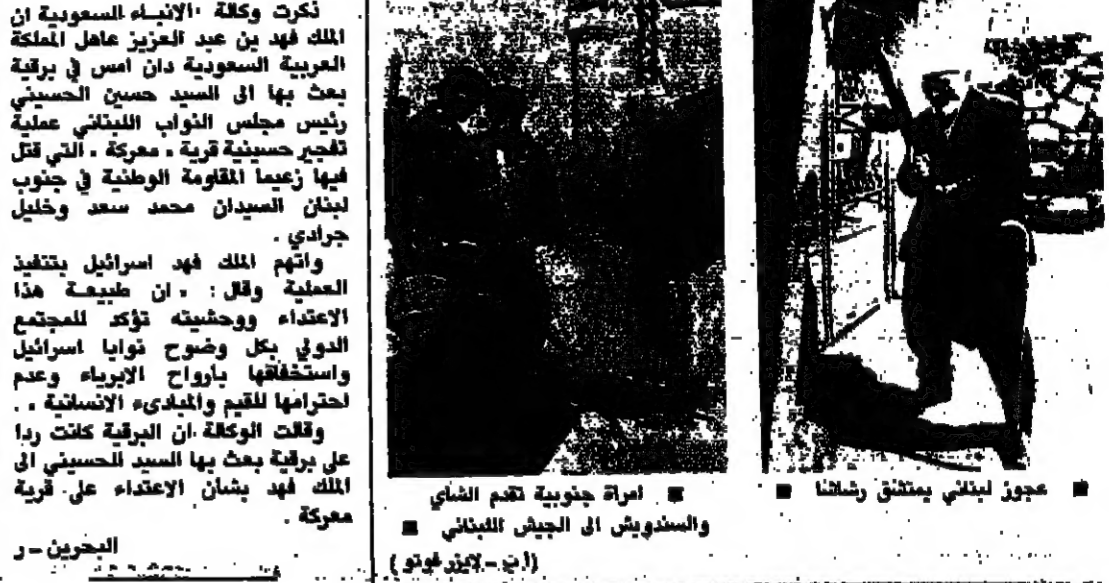 ذكرت وكالة الانباء السعودية ان
الملك فهد بن عبد العزيز عاهل المملكة
العربية السعودية دان امس في برقية
بعث بها الى السيد حسين الحسيني
رئيس مجلس النواب اللبناني عملية
تفجير حسينية قرية « معركة » التي قتل
فيها زعيما المقاومة الوطنية في جنوب
لبنان السيدان محمد سعد وخليل
جرادي .
واتهم الملك فهد اسرائيل بتنفيذ
العملية وقال : « ان طبيعة هذا
الاعتداء ووحشيته تؤكد للمجتمع
الدولي بكل وضوح نوايا اسرائيل
واستخفافها بأرواح الابرياء وعدم
احترامها للقيم والمبادىء الانسانية » .
وقالت الوكالة ان البرقية كانت ردا
على برقية بعث بها السيد الحسيني الى
الملك فهد بشأن الاعتداء على قرية
معركة .
البحرين - ر
امراة جنوبية تقدم الشاي
والسندويش الى الجيش اللبناني
(أ ب - لايزر فوتو)
عجوز لبناني يمتشق رشاشا